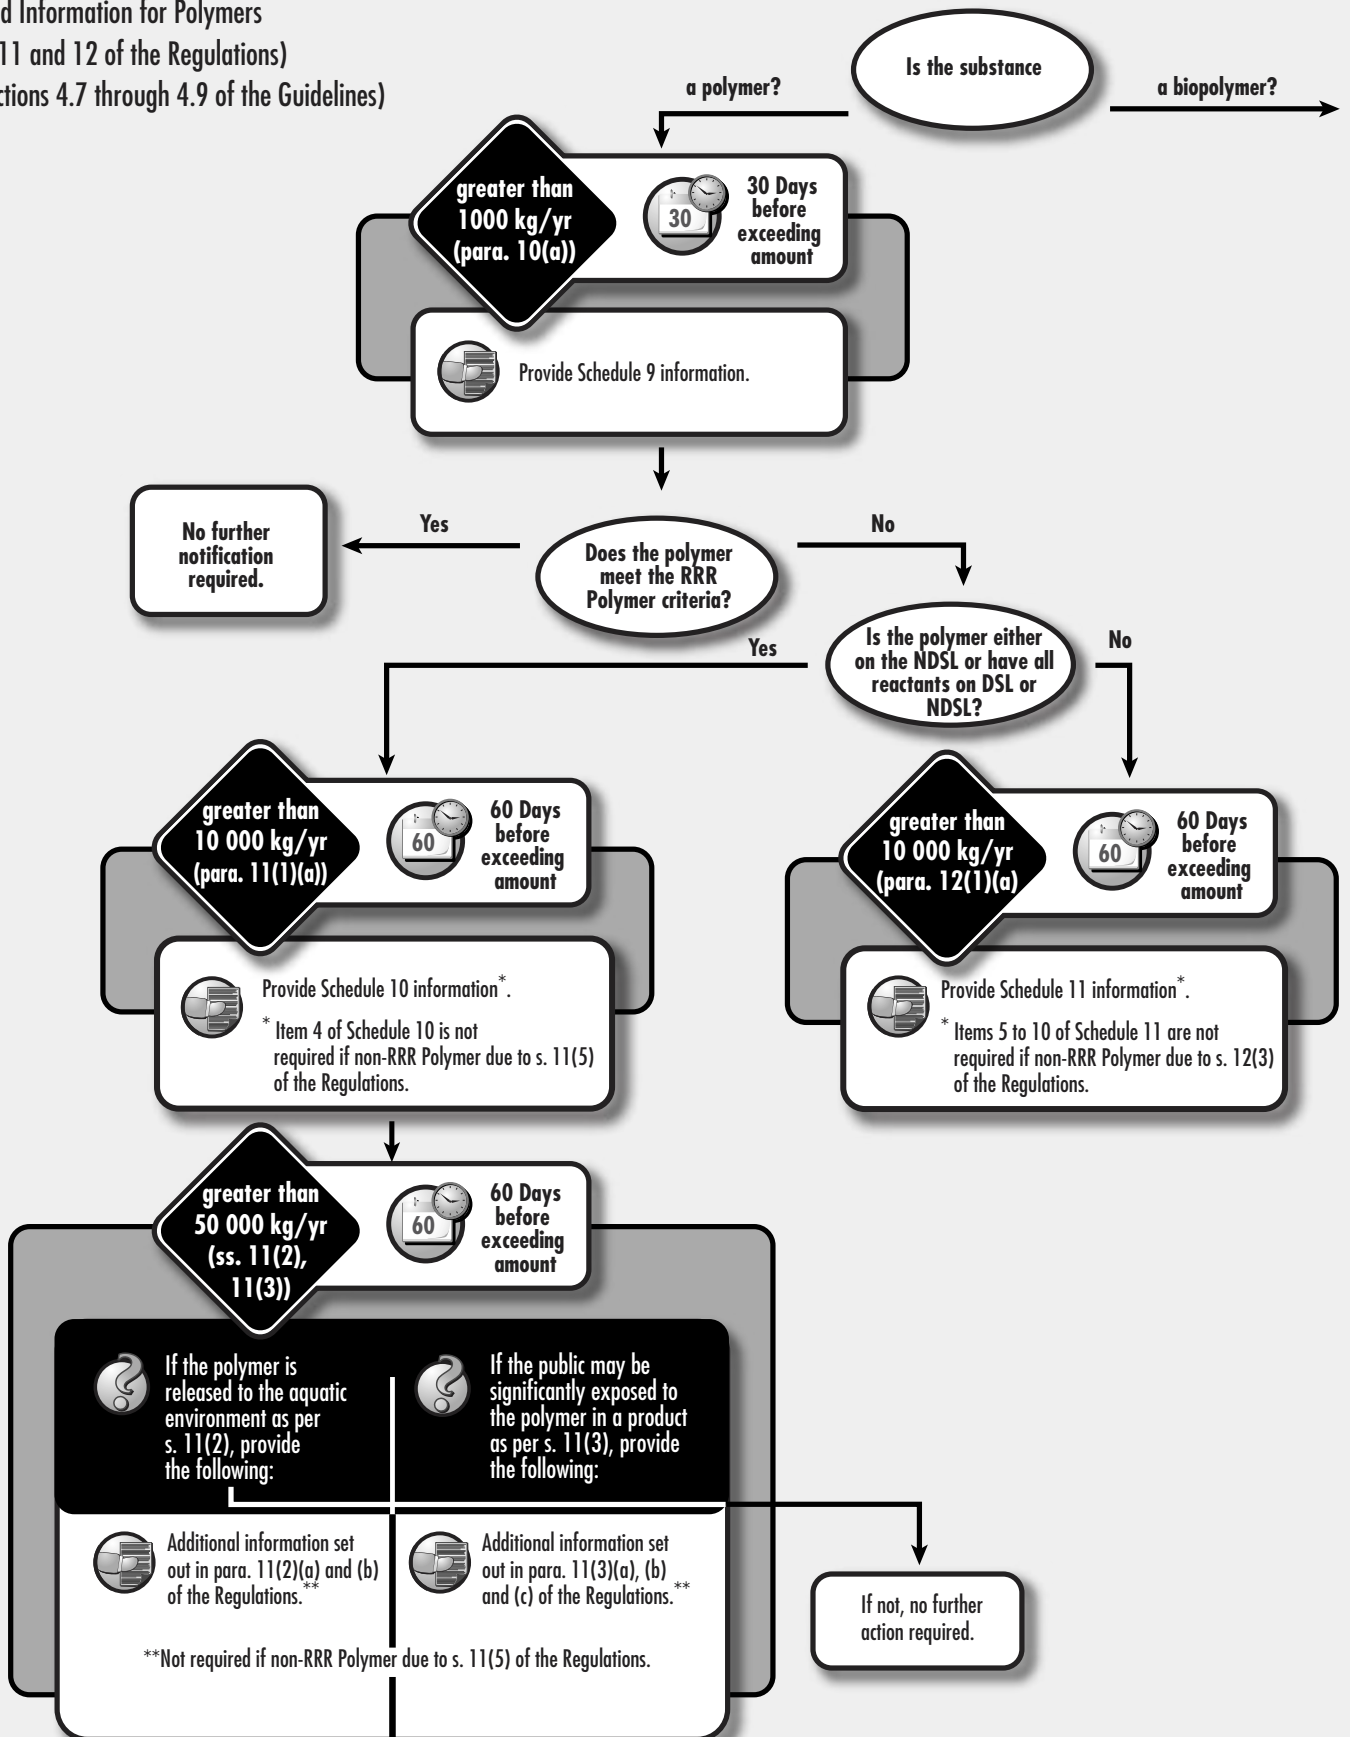 d Information for Polymers
11 and 12 of the Regulations)
ctions 4.7 through 4.9 of the Guidelines)
Is the substance
a polymer?
a biopolymer?
greater than
1000 kg/yr
(para. 10(a))
30
30 Days
before
exceeding
amount
Provide Schedule 9 information.
Does the polymer
meet the RRR
Polymer criteria?
Yes
No
No further
notification
required.
Is the polymer either
on the NDSL or have all
reactants on DSL or
NDSL?
Yes
No
greater than
10 000 kg/yr
(para. 11(1)(a))
60
60 Days
before
exceeding
amount
Provide Schedule 10 information*.
* Item 4 of Schedule 10 is not
required if non-RRR Polymer due to s. 11(5)
of the Regulations.
greater than
10 000 kg/yr
(para. 12(1)(a)
60
60 Days
before
exceeding
amount
Provide Schedule 11 information*.
* Items 5 to 10 of Schedule 11 are not
required if non-RRR Polymer due to s. 12(3)
of the Regulations.
greater than
50 000 kg/yr
(ss. 11(2),
11(3))
60
60 Days
before
exceeding
amount
If the polymer is
released to the aquatic
environment as per
s. 11(2), provide
the following:
If the public may be
significantly exposed to
the polymer in a product
as per s. 11(3), provide
the following:
Additional information set
out in para. 11(2)(a) and (b)
of the Regulations.**
Additional information set
out in para. 11(3)(a), (b)
and (c) of the Regulations.**
**Not required if non-RRR Polymer due to s. 11(5) of the Regulations.
If not, no further
action required.